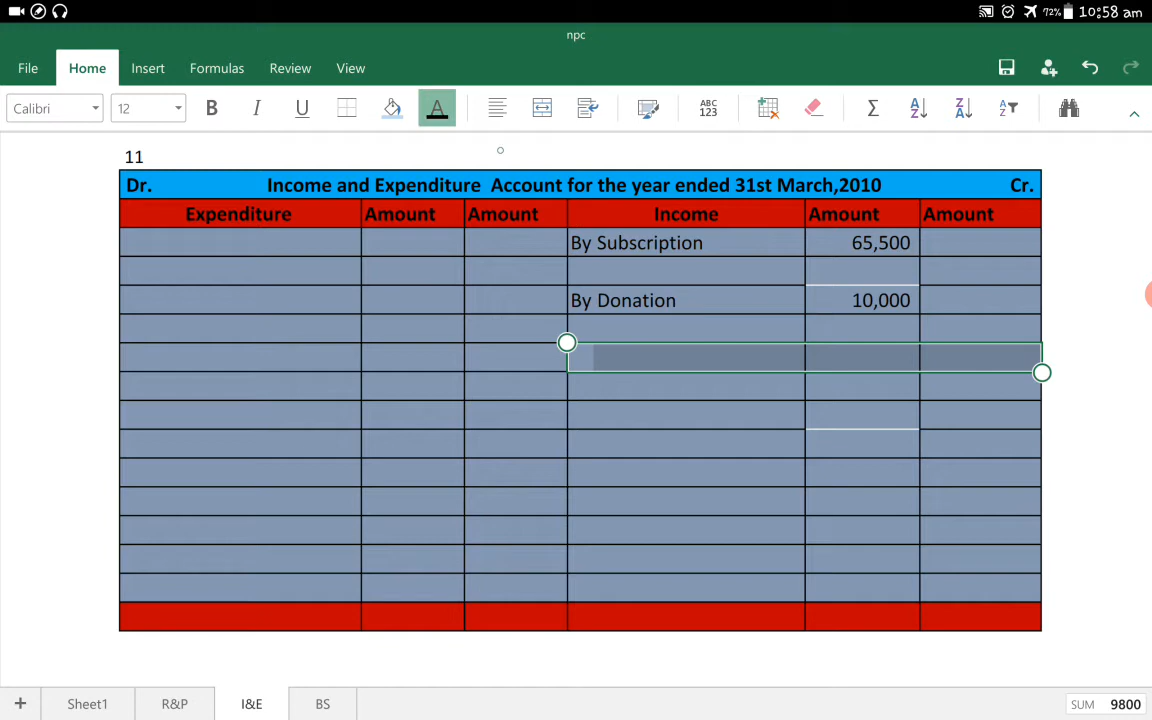 72% 10:58 am
npc
File Home Insert Formulas Review View
Calibri 12 B I U A ABC 123 Σ A Z Z A A Z
11
Dr. Income and Expenditure Account for the year ended 31st March,2010 Cr.
Expenditure Amount Amount Income Amount Amount
By Subscription 65,500
By Donation 10,000
+ Sheet1 R&P I&E BS SUM 9800